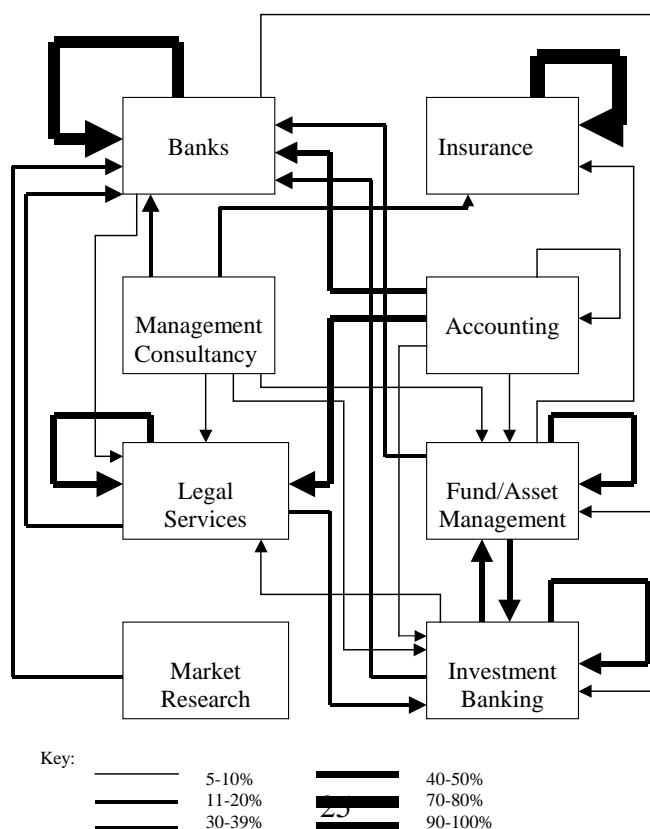 Banks
Insurance
Management
Consultancy
Accounting
Legal
Services
Fund/Asset
Management
Market
Research
Investment
Banking
Key:
5-10%
40-50%
11-20%
70-80%
30-39%
90-100%